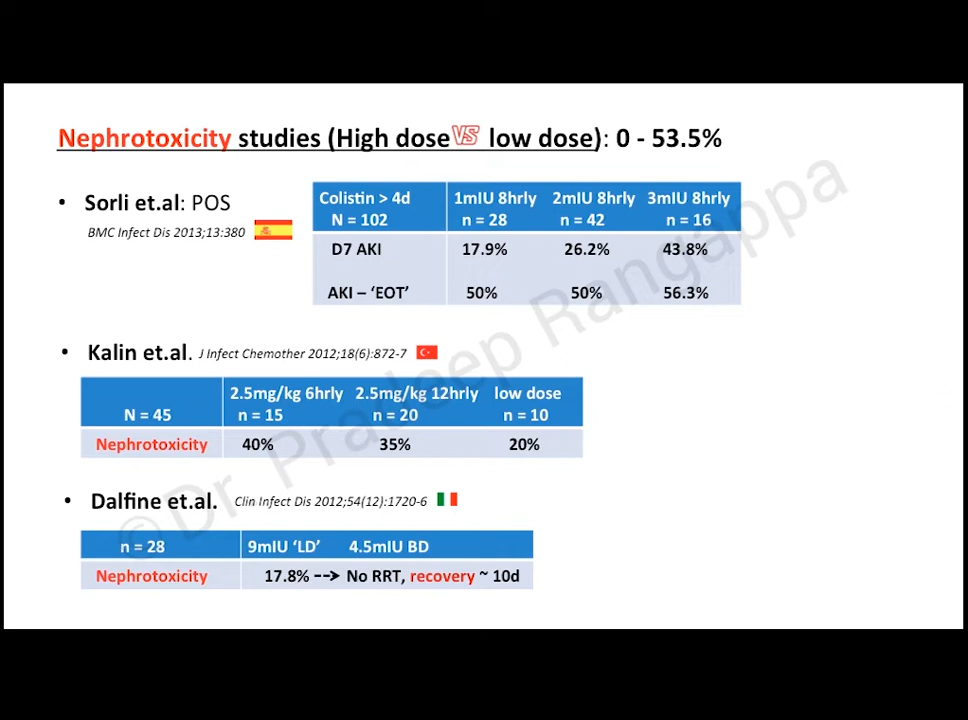 Nephrotoxicity studies (High dose VS low dose): 0 - 53.5%
• Sorli et.al: POS
BMC Infect Dis 2013;13:380
Colistin > 4d 1mIU 8hrly 2mIU 8hrly 3mIU 8hrly
N = 102 n = 28 n = 42 n = 16
D7 AKI 17.9% 26.2% 43.8%
AKI – ‘EOT’ 50% 50% 56.3%
• Kalin et.al. J Infect Chemother 2012;18(6):872-7
2.5mg/kg 6hrly 2.5mg/kg 12hrly low dose
N = 45 n = 15 n = 20 n = 10
Nephrotoxicity 40% 35% 20%
• Dalfine et.al. Clin Infect Dis 2012;54(12):1720-6
n = 28 9mIU ‘LD’ 4.5mIU BD
Nephrotoxicity 17.8% --> No RRT, recovery ~ 10d
© Dr Pradeep Rangappa